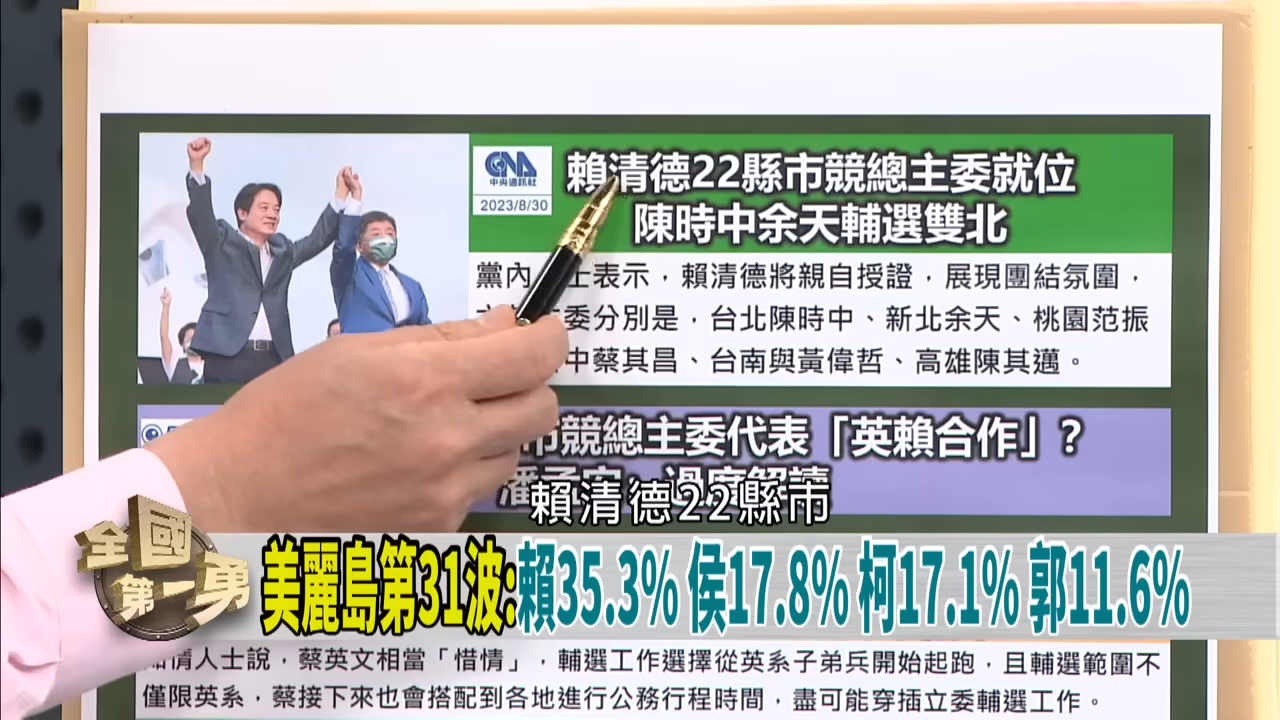 CNA
中央通訊社
2023/8/30
賴清德22縣市競總主委就位
陳時中余天輔選雙北
黨內 士表示，賴清德將親自授證，展現團結氛圍，
委分別是，台北陳時中、新北余天、桃園范振
中蔡其昌、台南與黃偉哲、高雄陳其邁。
市競總主委代表「英賴合作」？
潘孟安：過度解讀
賴清德22縣市
全國第一勇
美麗島第31波:賴35.3% 侯17.8% 柯17.1% 郭11.6%
知情人士說，蔡英文相當「惜情」，輔選工作選擇從英系子弟兵開始起跑，且輔選範圍不
僅限英系，蔡接下來也會搭配到各地進行公務行程時間，盡可能穿插立委輔選工作。